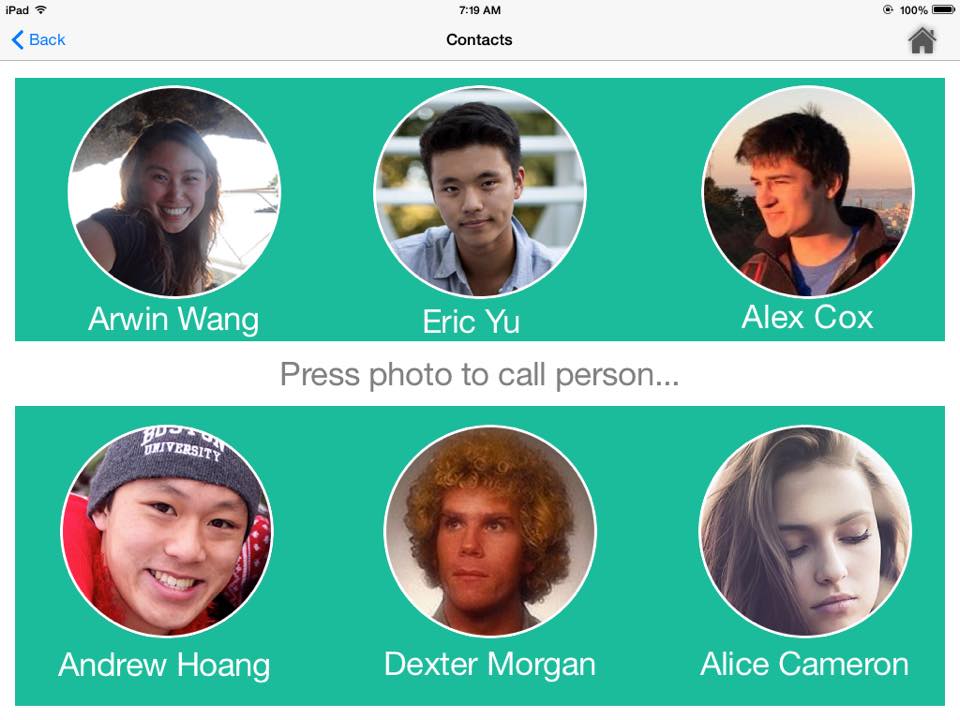 iPad 7:19 AM 100%
Back Contacts
Arwin Wang Eric Yu Alex Cox
Press photo to call person...
BOSTON
UNIVERSITY
Andrew Hoang Dexter Morgan Alice Cameron